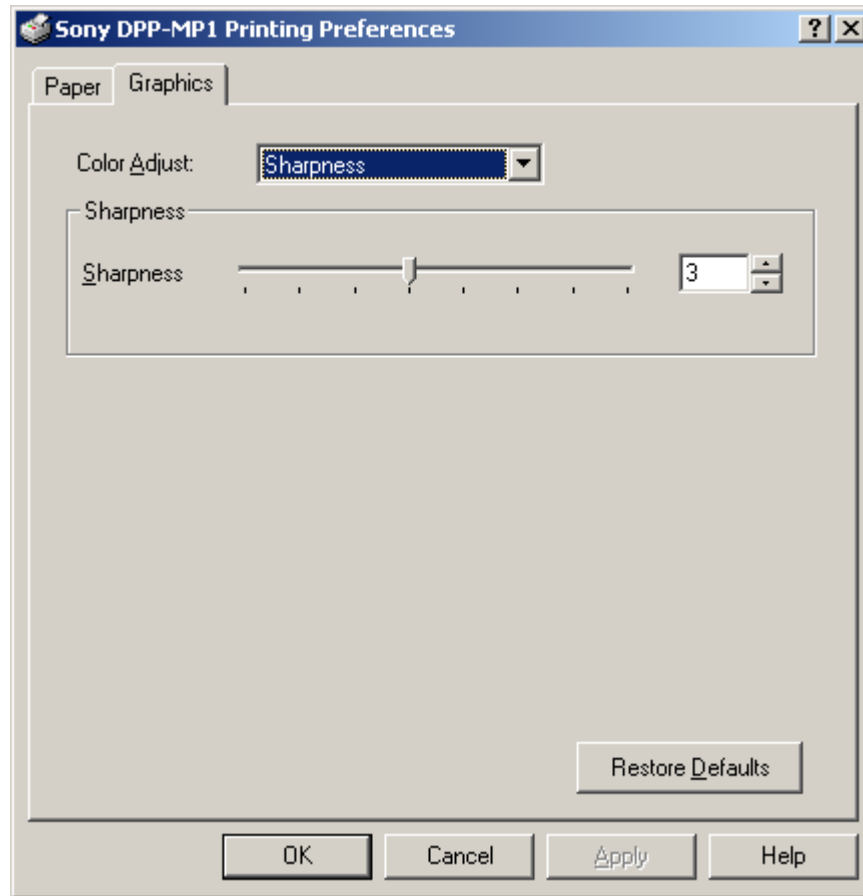 Sony DPP-MP1 Printing Preferences
Paper Graphics
Color Adjust: Sharpness
Sharpness
Sharpness 3
Restore Defaults
OK Cancel Apply Help